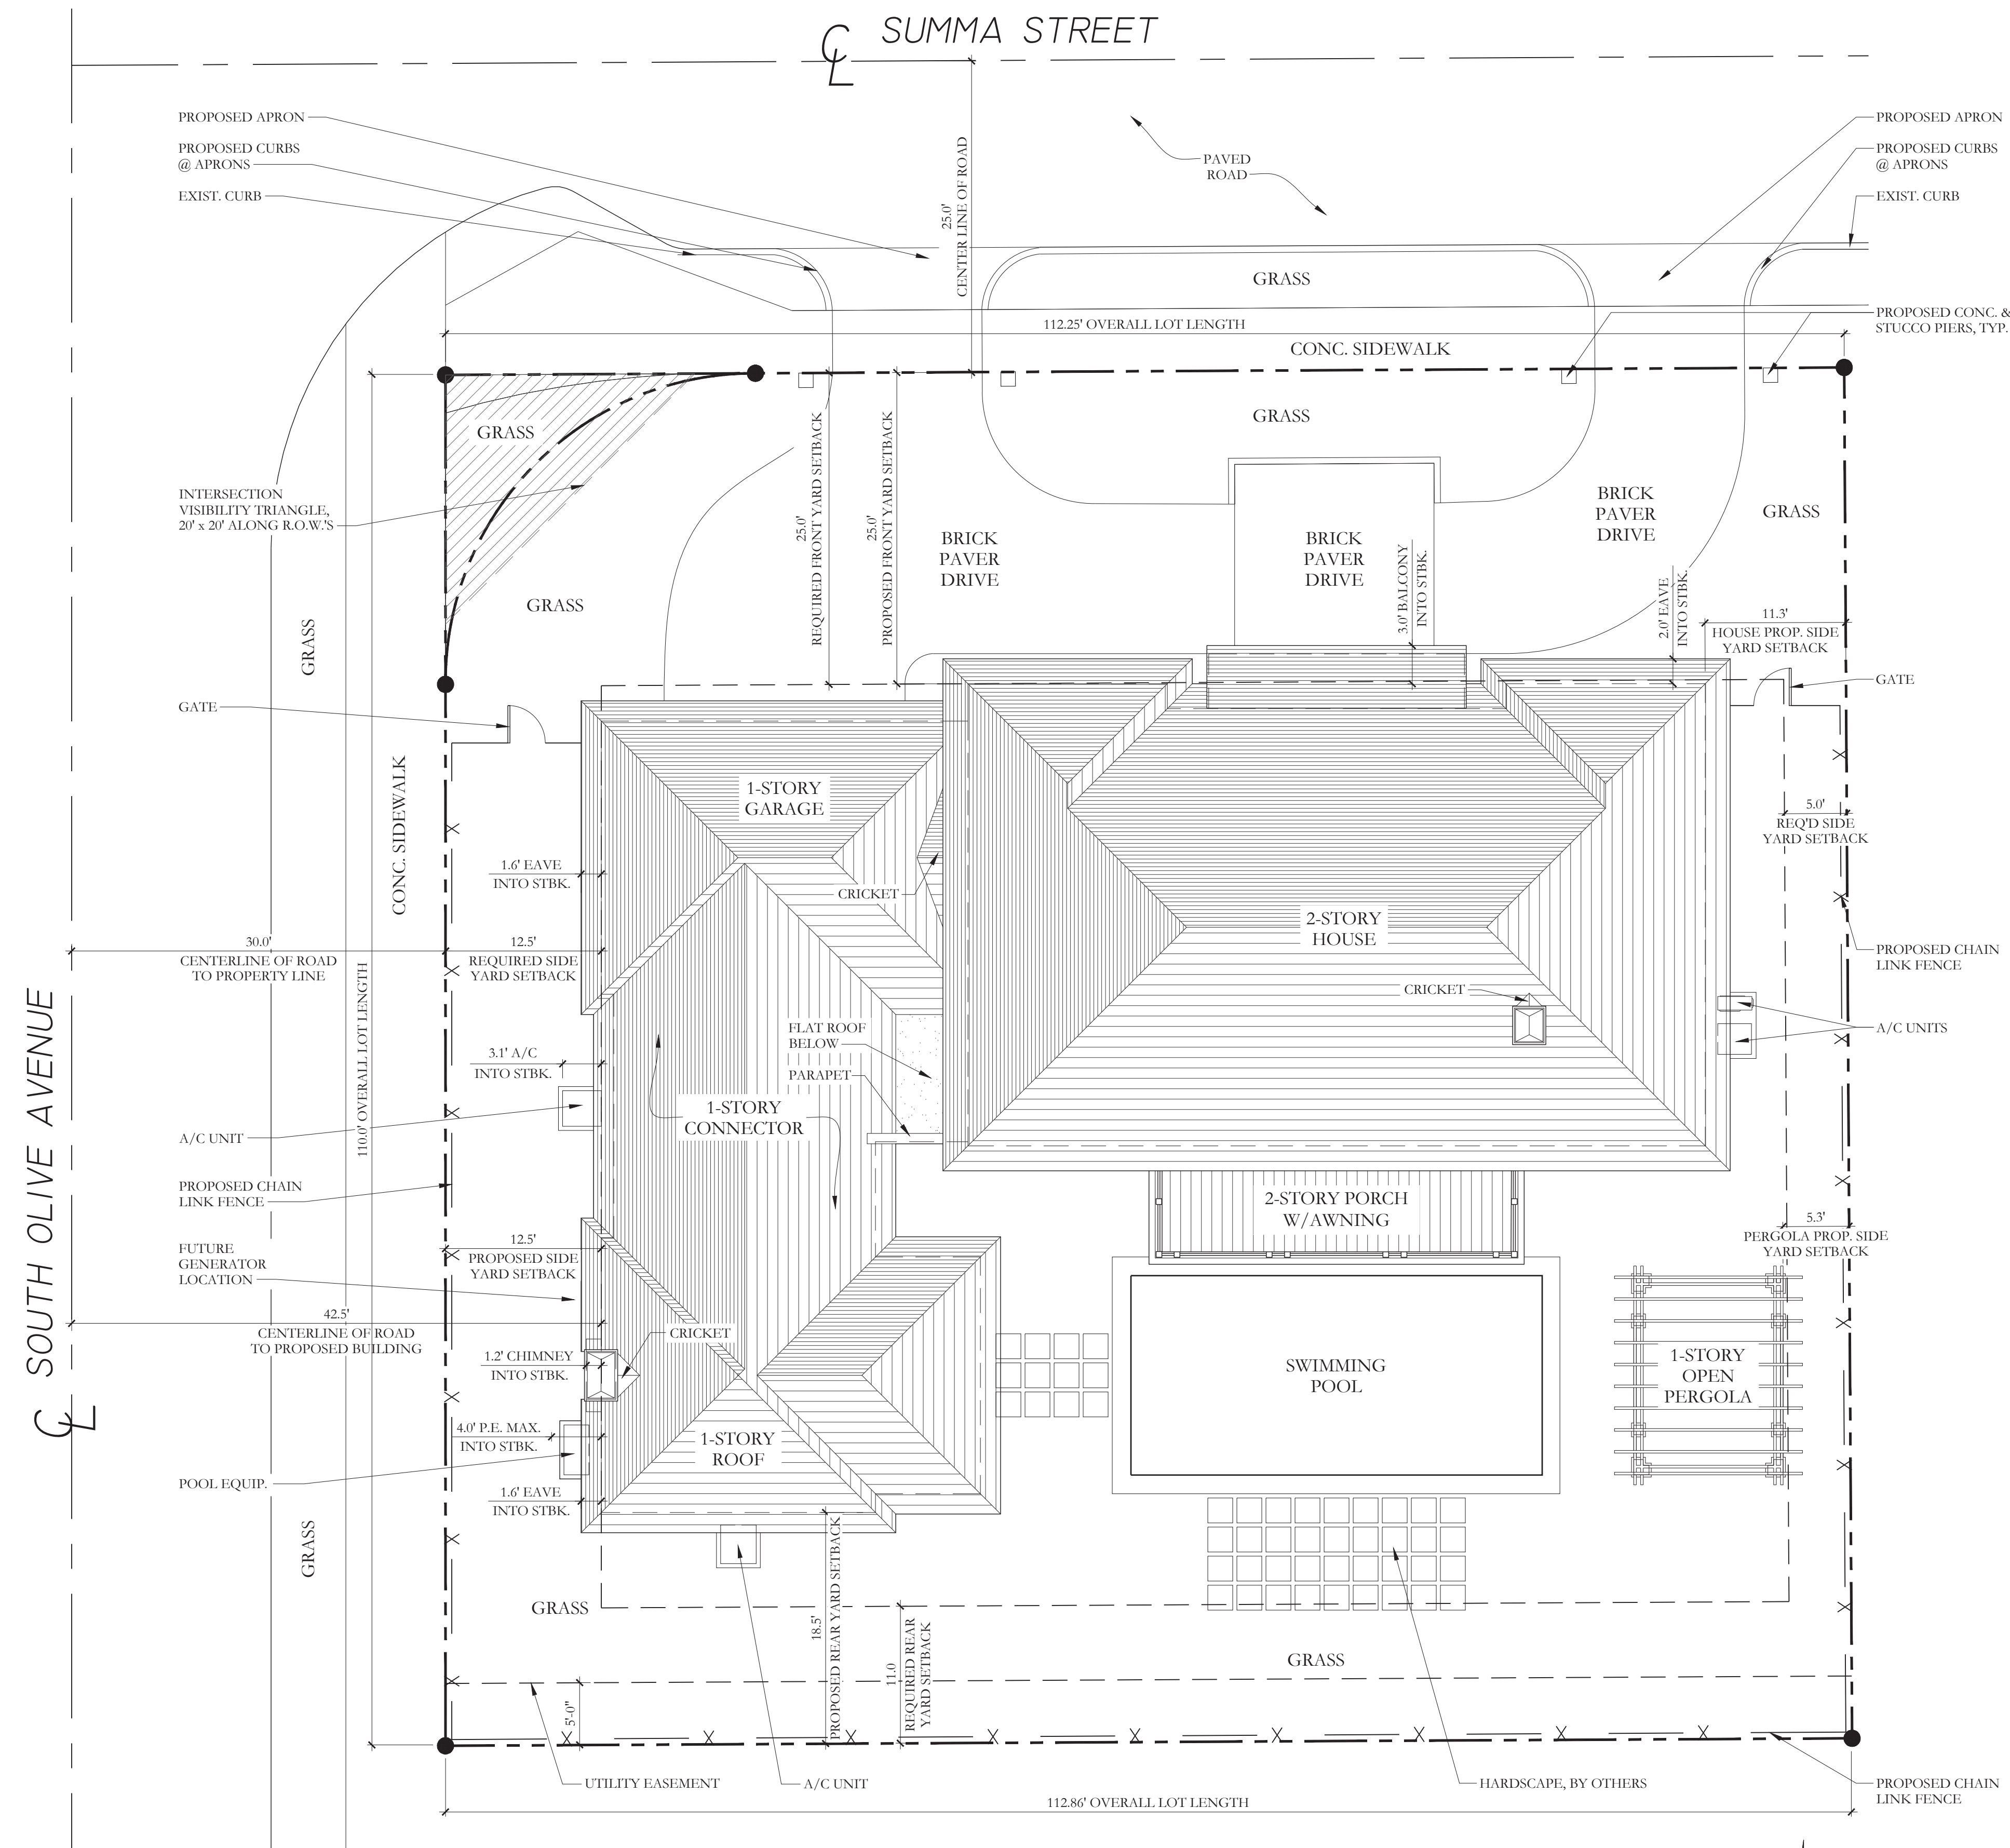 SUMMA STREET
PROPOSED APRON
PROPOSED CURBS
@ APRONS
EXIST. CURB
PAVED
ROAD
25.0'
CENTER LINE OF ROAD
PROPOSED APRON
PROPOSED CURBS
@ APRONS
EXIST. CURB
GRASS
PROPOSED CONC. &
STUCCO PIERS, TYP.
112.25' OVERALL LOT LENGTH
CONC. SIDEWALK
GRASS
GRASS
INTERSECTION
VISIBILITY TRIANGLE,
20' x 20' ALONG R.O.W.'S
25.0'
REQUIRED FRONT YARD SETBACK
25.0'
PROPOSED FRONT YARD SETBACK
BRICK
PAVER
DRIVE
BRICK
PAVER
DRIVE
BRICK
PAVER
DRIVE
GRASS
3.0' BALCONY
INTO STBK.
2.0' EAVE
INTO STBK.
11.3'
HOUSE PROP. SIDE
YARD SETBACK
GRASS
GRASS
GATE
GATE
CONC. SIDEWALK
1-STORY
GARAGE
5.0'
REQ'D SIDE
YARD SETBACK
1.6' EAVE
INTO STBK.
CRICKET
2-STORY
HOUSE
30.0'
CENTERLINE OF ROAD
TO PROPERTY LINE
12.5'
REQUIRED SIDE
YARD SETBACK
PROPOSED CHAIN
LINK FENCE
110.0' OVERALL LOT LENGTH
SOUTH OLIVE AVENUE
CRICKET
FLAT ROOF
BELOW
PARAPET
A/C UNITS
3.1' A/C
INTO STBK.
1-STORY
CONNECTOR
A/C UNIT
PROPOSED CHAIN
LINK FENCE
2-STORY PORCH
W/AWNING
5.3'
PERGOLA PROP. SIDE
YARD SETBACK
FUTURE
GENERATOR
LOCATION
12.5'
PROPOSED SIDE
YARD SETBACK
42.5'
CENTERLINE OF ROAD
TO PROPOSED BUILDING
CRICKET
1.2' CHIMNEY
INTO STBK.
SWIMMING
POOL
1-STORY
OPEN
PERGOLA
4.0' P.E. MAX.
INTO STBK.
1-STORY
ROOF
POOL EQUIP.
1.6' EAVE
INTO STBK.
GRASS
GRASS
18.5'
PROPOSED REAR YARD SETBACK
11.0
REQUIRED REAR
YARD SETBACK
GRASS
5'-0"
UTILITY EASEMENT
A/C UNIT
HARDSCAPE, BY OTHERS
PROPOSED CHAIN
LINK FENCE
112.86' OVERALL LOT LENGTH